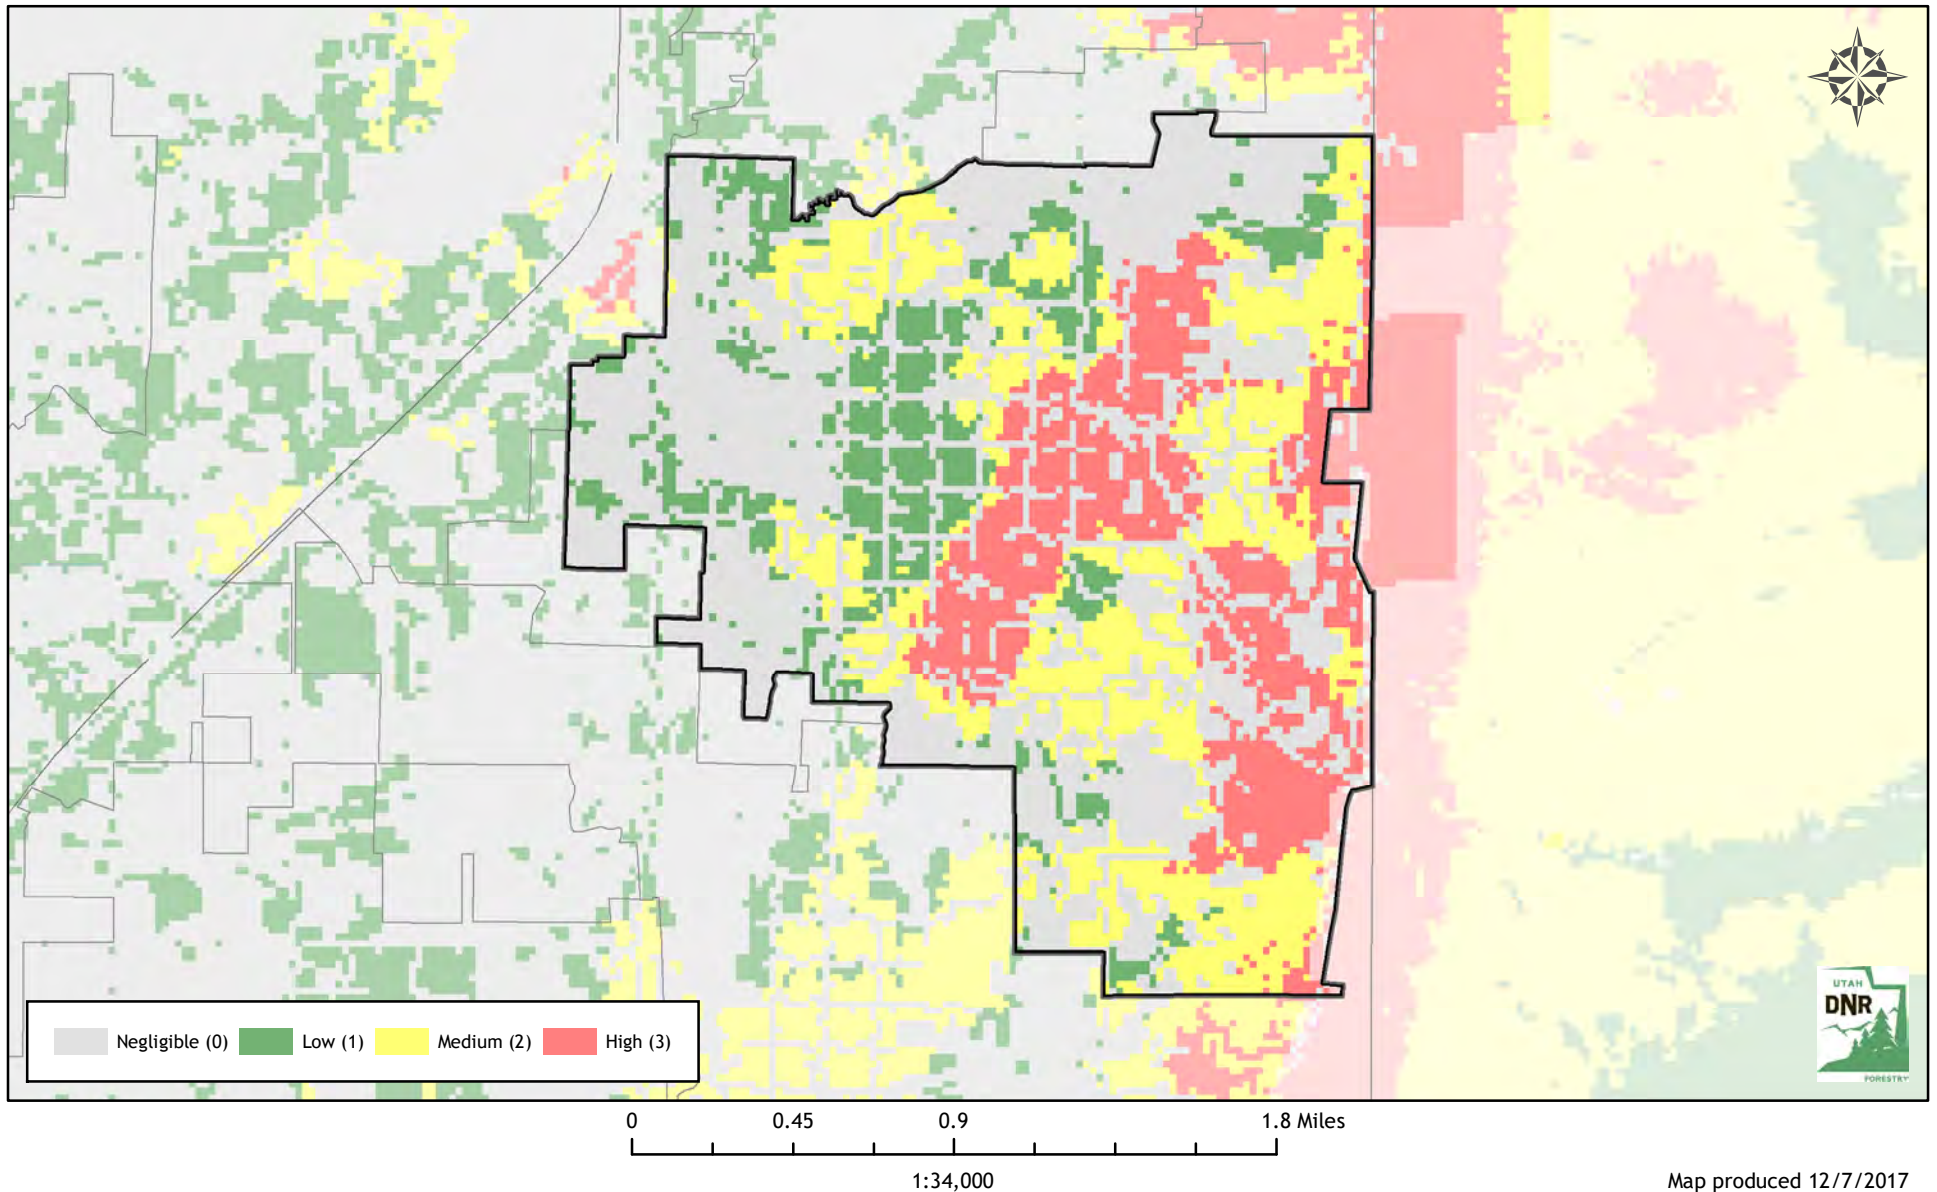 UTAH
DNR
FORESTRY
Negligible (0) Low (1) Medium (2) High (3)
0 0.45 0.9 1.8 Miles
1:34,000
Map produced 12/7/2017